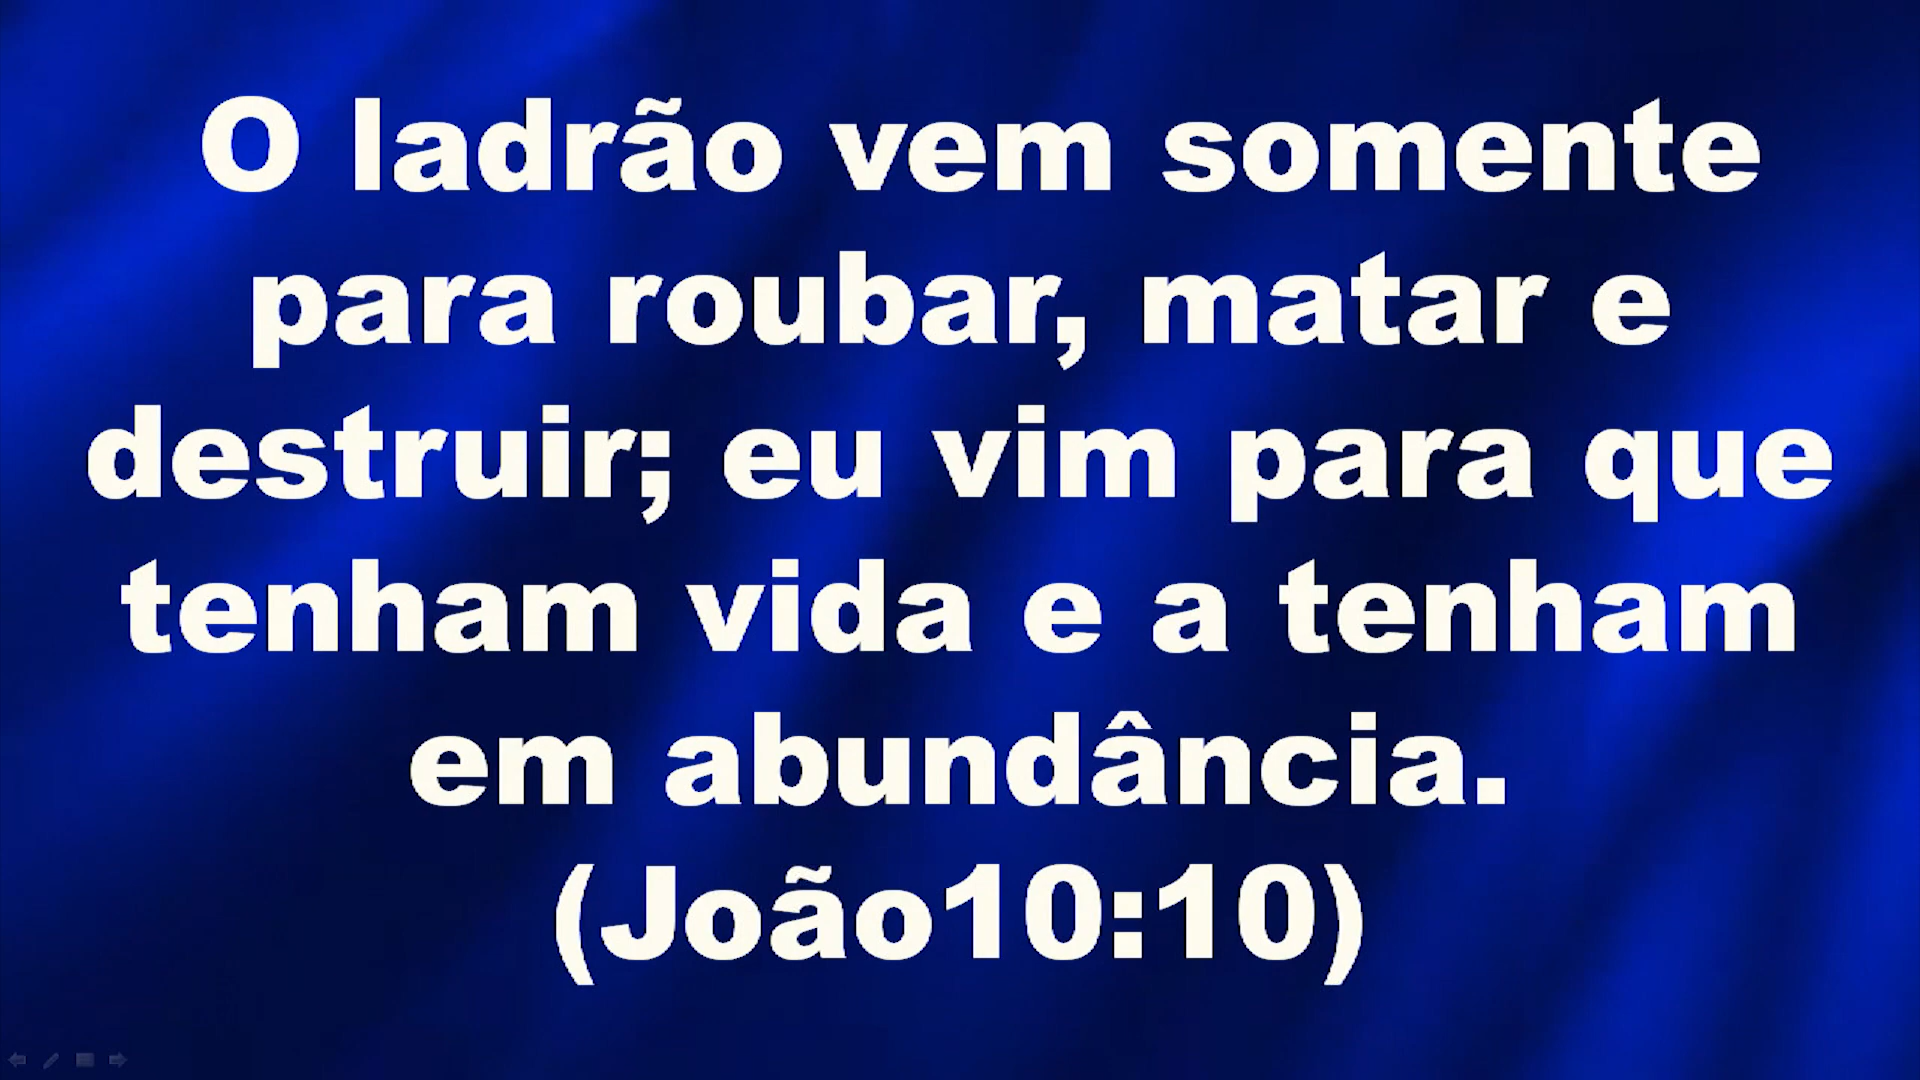 O ladrão vem somente
para roubar, matar e
destruir; eu vim para que
tenham vida e a tenham
em abundância.
(João10:10)